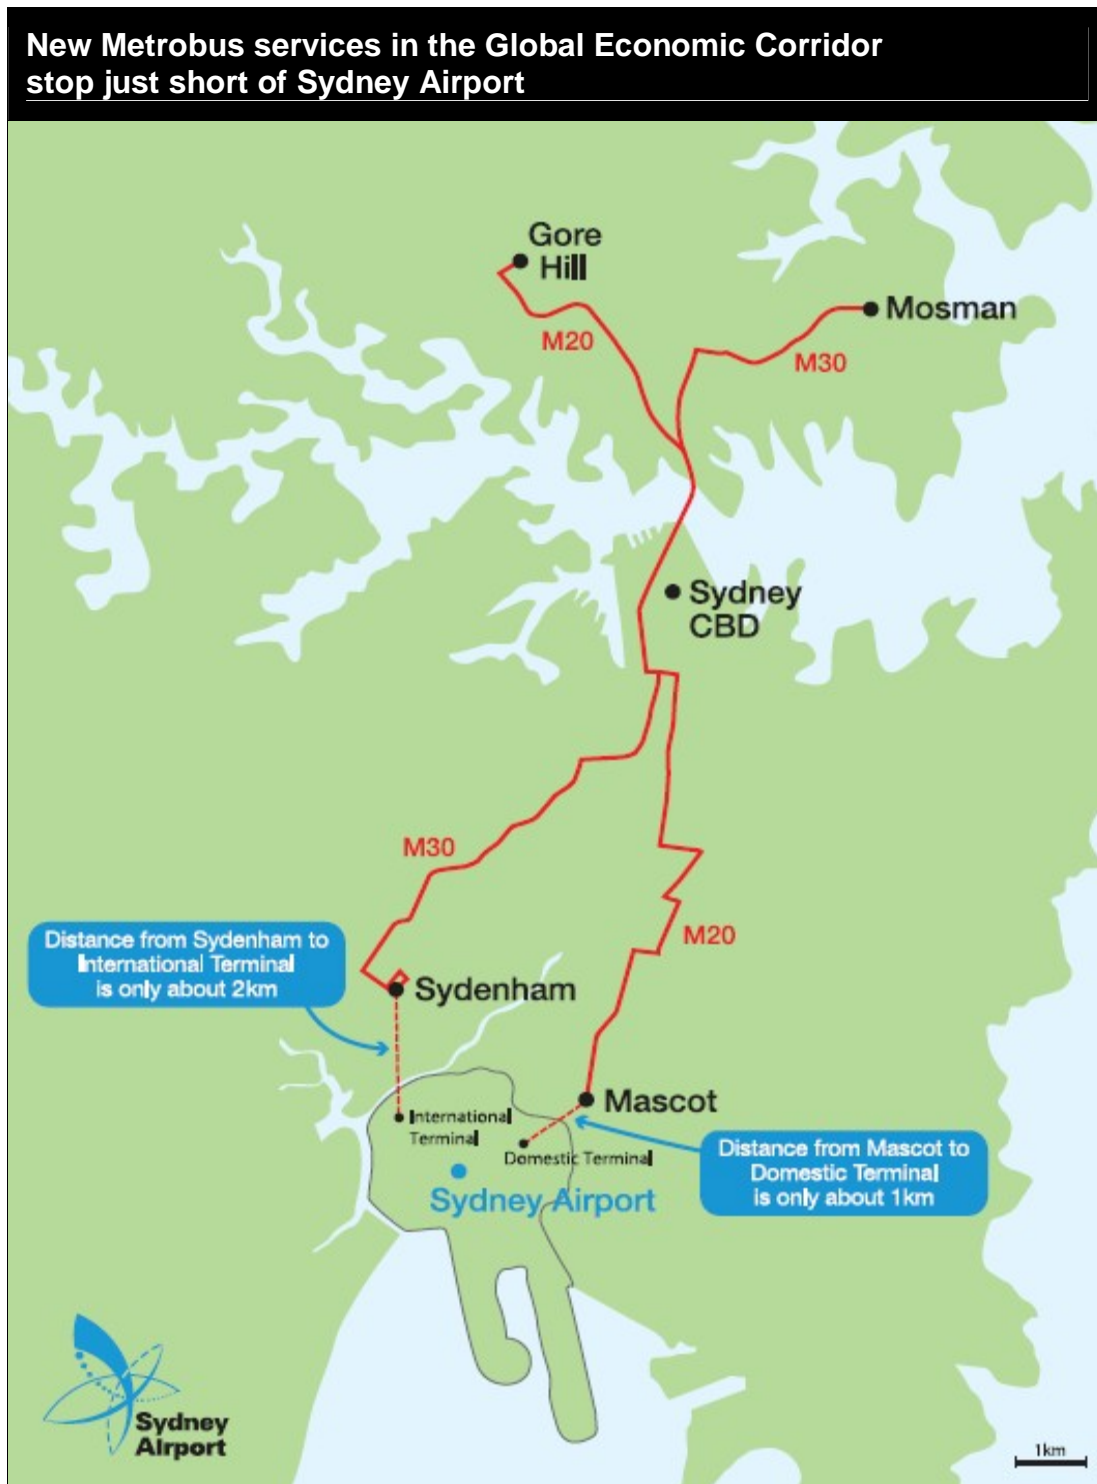 New Metrobus services in the Global Economic Corridor
stop just short of Sydney Airport
Gore
Hill
Mosman
M20
M30
Sydney
CBD
M30
M20
Distance from Sydenham to
International Terminal
is only about 2km
Sydenham
Mascot
International
Terminal
Domestic Terminal
Distance from Mascot to
Domestic Terminal
is only about 1km
Sydney Airport
Sydney
Airport
1km